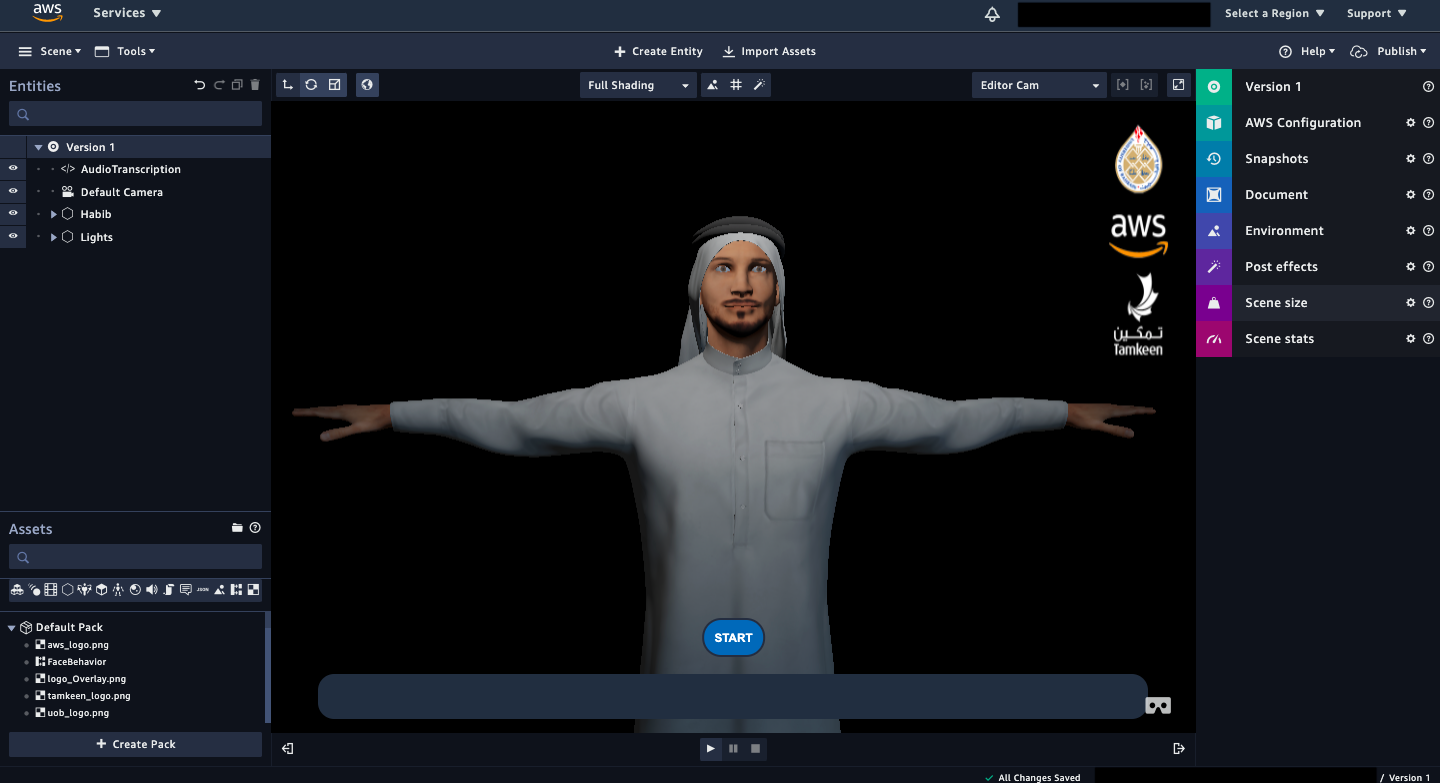 aws
Services
Select a Region
Support
Scene
Tools
Create Entity
Import Assets
Help
Publish
Entities
Version 1
AudioTranscription
Default Camera
Habib
Lights
Full Shading
Editor Cam
aws
تمكين
Tamkeen
START
Version 1
AWS Configuration
Snapshots
Document
Environment
Post effects
Scene size
Scene stats
Assets
JSON
Default Pack
aws_logo.png
FaceBehavior
logo_Overlay.png
tamkeen_logo.png
uob_logo.png
Create Pack
All Changes Saved
/ Version 1